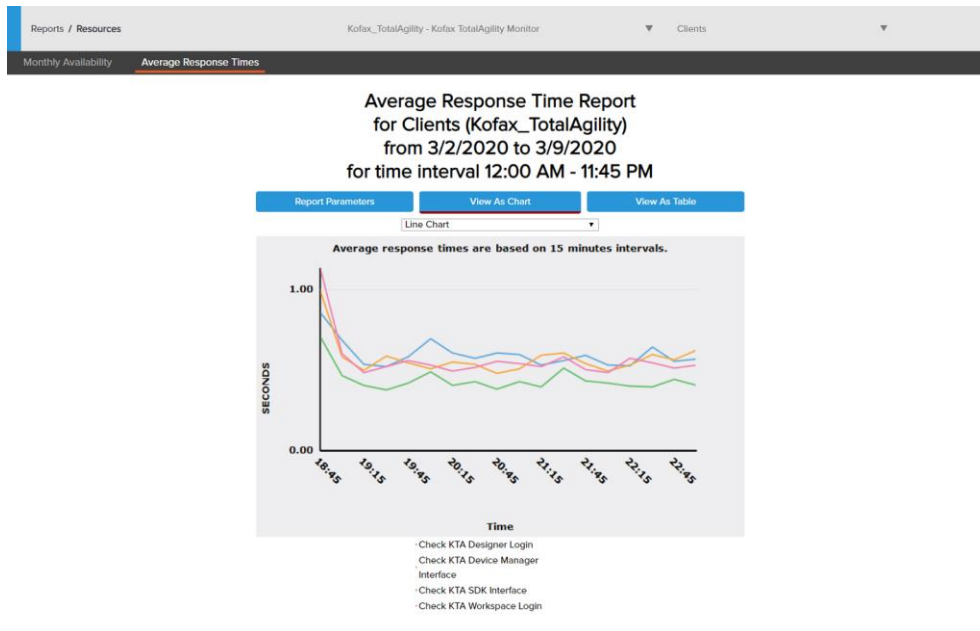 Reports / Resources
Kofax_TotalAgility - Kofax TotalAgility Monitor
Clients
Monthly Availability
Average Response Times
Average Response Time Report
for Clients (Kofax_TotalAgility)
from 3/2/2020 to 3/9/2020
for time interval 12:00 AM - 11:45 PM
Report Parameters
View As Chart
View As Table
Line Chart
Average response times are based on 15 minutes intervals.
1.00
SECONDS
0.00
18:45
19:15
19:45
20:15
20:45
21:15
21:45
22:15
22:45
Time
Check KTA Designer Login
Check KTA Device Manager
Interface
Check KTA SDK Interface
Check KTA Workspace Login